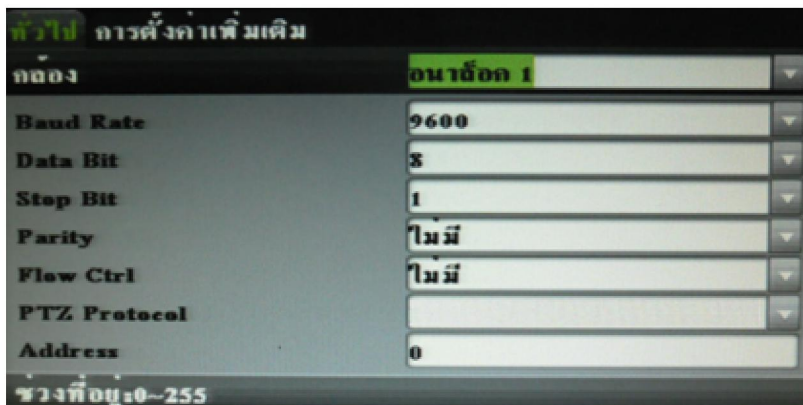 ทั่วไป การตั้งค่าเพิ่มเติม
กล้อง อนาล็อค 1
Baud Rate 9600
Data Bit 8
Stop Bit 1
Parity ไม่มี
Flow Ctrl ไม่มี
PTZ Protocol
Address 0
ช่วงที่อยู่:0~255